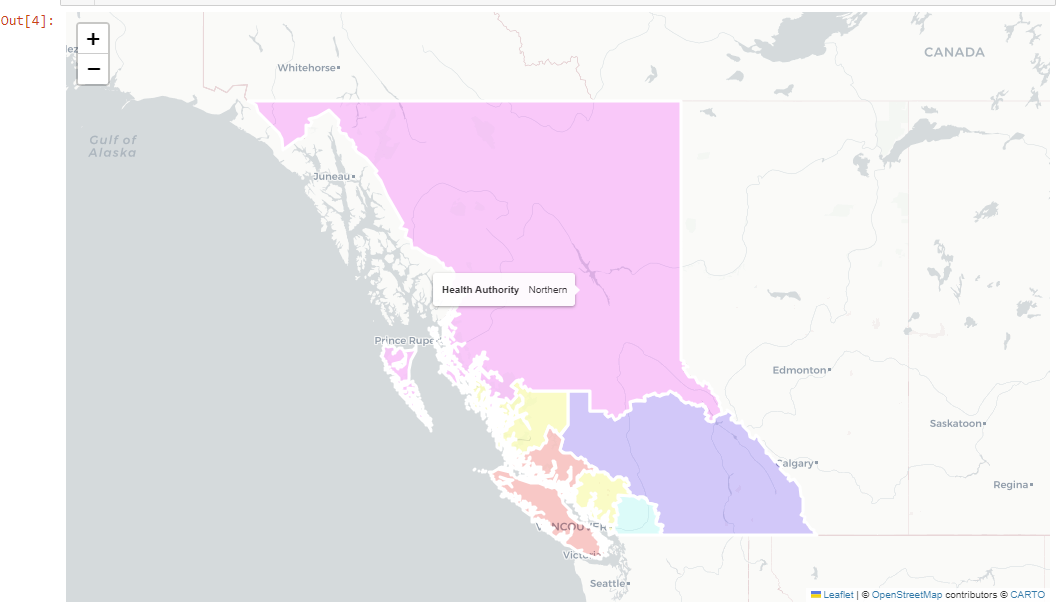 Out[4]:
+
−
Whitehorse
CANADA
Gulf of
Alaska
Juneau
Health Authority Northern
Prince Rupe
Edmonton
Saskatoon
Calgary
Regina
VANCOUVER
Victoria
Seattle
Leaflet | © OpenStreetMap contributors © CARTO